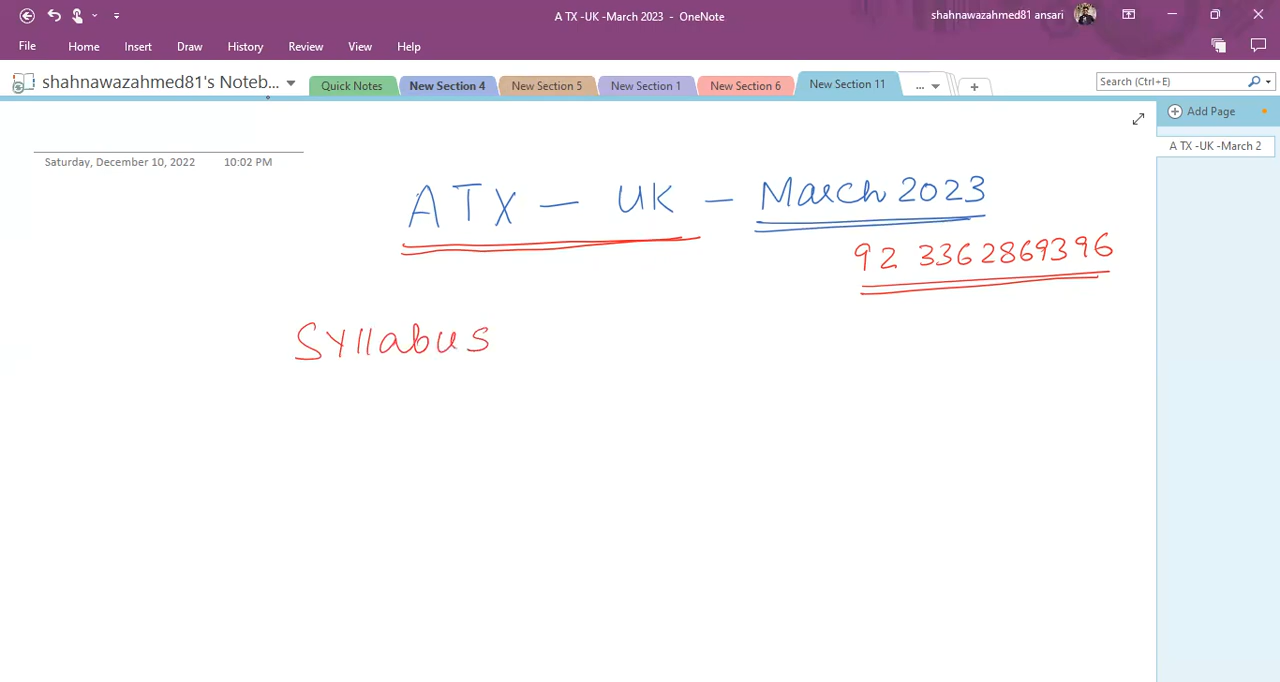 A TX -UK -March 2023 - OneNote
shahnawazahmed81 ansari
File Home Insert Draw History Review View Help
shahnawazahmed81's Noteb... Quick Notes New Section 4 New Section 5 New Section 1 New Section 6 New Section 11 ... + Search (Ctrl+E)
Add Page
A TX -UK -March 2
Saturday, December 10, 2022 10:02 PM
ATX - UK - March 2023
92 3362869396
Syllabus